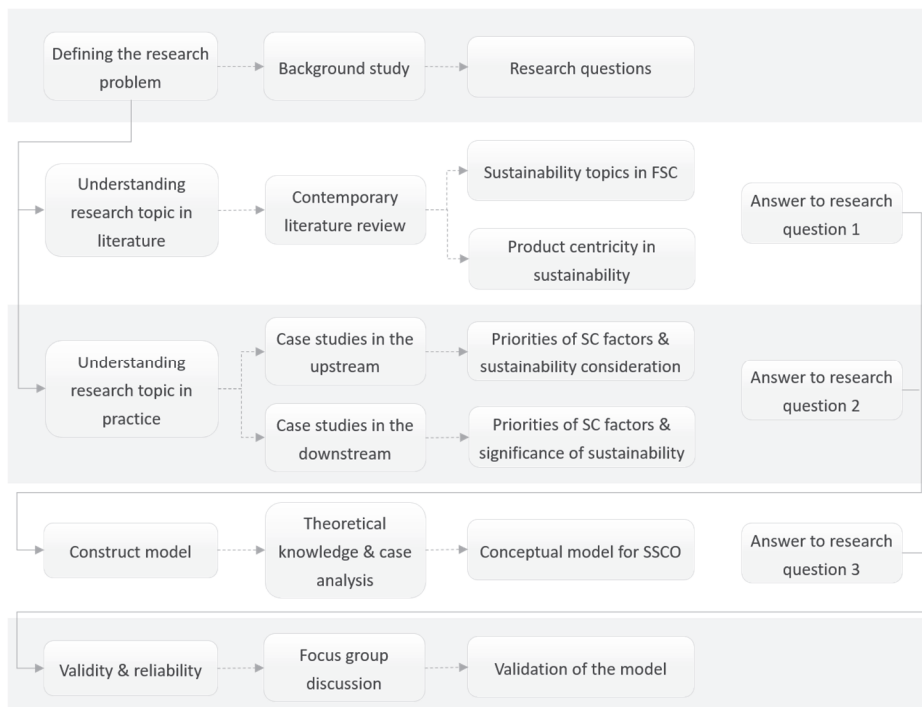 Defining the research
problem
Background study
Research questions
Understanding
research topic in
literature
Contemporary
literature review
Sustainability topics in FSC
Product centricity in
sustainability
Answer to research
question 1
Understanding
research topic in
practice
Case studies in the
upstream
Priorities of SC factors &
sustainability consideration
Case studies in the
downstream
Priorities of SC factors &
significance of sustainability
Answer to research
question 2
Construct model
Theoretical
knowledge & case
analysis
Conceptual model for SSCO
Answer to research
question 3
Validity & reliability
Focus group
discussion
Validation of the model